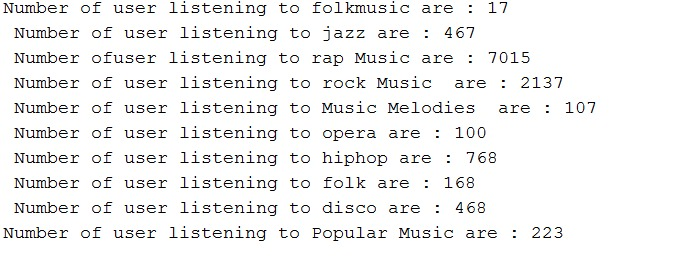 Number of user listening to folkmusic are : 17
Number of user listening to jazz are : 467
Number ofuser listening to rap Music are : 7015
Number of user listening to rock Music  are : 2137
Number of user listening to Music Melodies  are : 107
Number of user listening to opera are : 100
Number of user listening to hiphop are : 768
Number of user listening to folk are : 168
Number of user listening to disco are : 468
Number of user listening to Popular Music are : 223